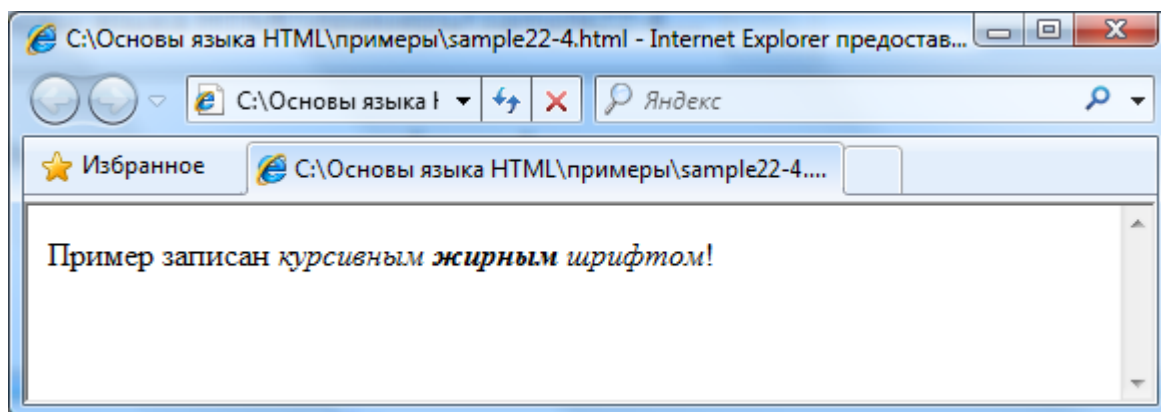 C:\Основы языка HTML\примеры\sample22-4.html - Internet Explorer предостав...
C:\Основы языка Яндекс
Избранное C:\Основы языка HTML\примеры\sample22-4....
Пример записан курсивным жирным шрифтом!